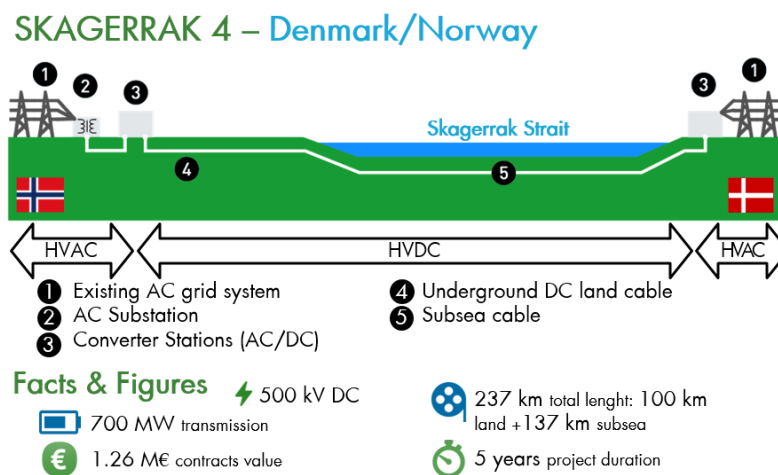 SKAGERRAK 4 – Denmark/Norway
1
2
3
3
1
Skagerrak Strait
4
5
HVAC
HVDC
HVAC
1 Existing AC grid system
2 AC Substation
3 Converter Stations (AC/DC)
4 Underground DC land cable
5 Subsea cable
Facts & Figures
500 kV DC
700 MW transmission
€ 1.26 M€ contracts value
237 km total lenght: 100 km
land +137 km subsea
5 years project duration